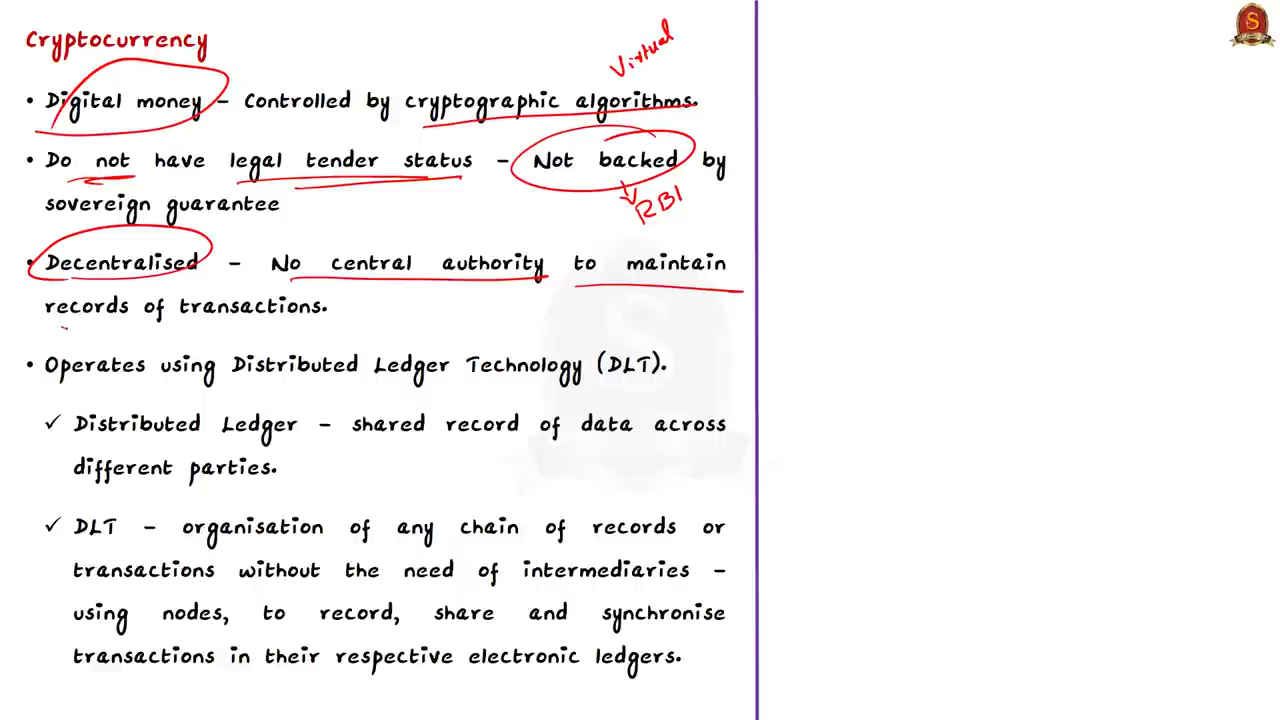 Cryptocurrency
Virtual
• Digital money – Controlled by cryptographic algorithms.
• Do not have legal tender status – Not backed by
sovereign guarantee
RBI
• Decentralised – No central authority to maintain
records of transactions.
• Operates using Distributed Ledger Technology (DLT).
✓ Distributed Ledger – shared record of data across
different parties.
✓ DLT – organisation of any chain of records or
transactions without the need of intermediaries –
using nodes, to record, share and synchronise
transactions in their respective electronic ledgers.
S
S